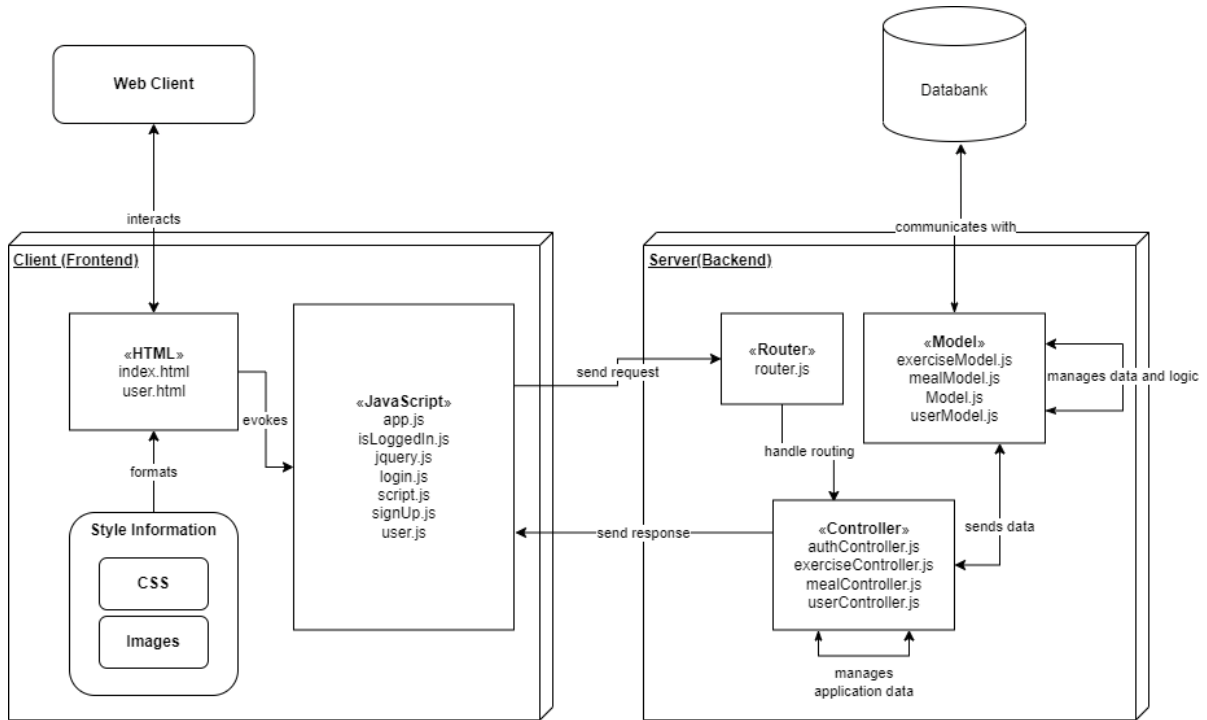 Web Client
Databank
interacts
communicates with
Client (Frontend)
Server(Backend)
«HTML»
index.html
user.html
evokes
formats
Style Information
CSS
Images
«JavaScript»
app.js
isLoggedIn.js
jquery.js
login.js
script.js
signUp.js
user.js
send request
send response
«Router»
router.js
handle routing
«Model»
exerciseModel.js
mealModel.js
Model.js
userModel.js
manages data and logic
sends data
«Controller»
authController.js
exerciseController.js
mealController.js
userController.js
manages
application data